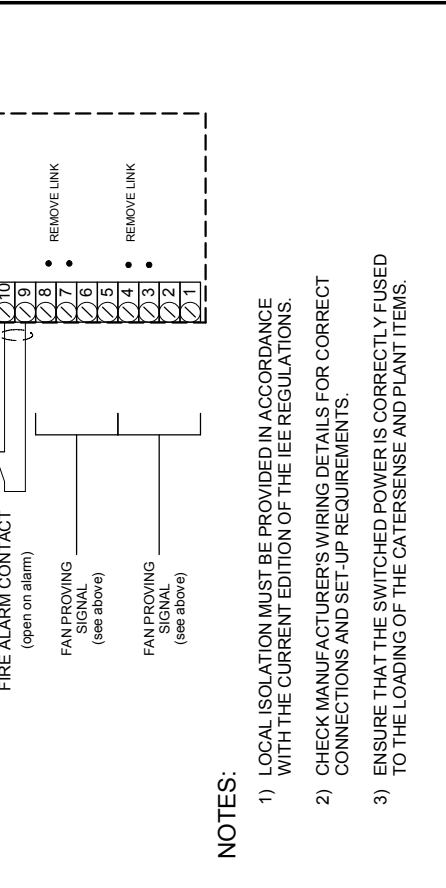 FIRE ALARM CONTACT
(open on alarm)
FAN PROVING
SIGNAL
(see above)
FAN PROVING
SIGNAL
(see above)
10
9
8
7
6
5
4
3
2
1
REMOVE LINK
REMOVE LINK
NOTES:
1) LOCAL ISOLATION MUST BE PROVIDED IN ACCORDANCE
WITH THE CURRENT EDITION OF THE IEE REGULATIONS.
2) CHECK MANUFACTURER'S WIRING DETAILS FOR CORRECT
CONNECTIONS AND SET-UP REQUIREMENTS.
3) ENSURE THAT THE SWITCHED POWER IS CORRECTLY FUSED
TO THE LOADING OF THE CATERSENSE AND PLANT ITEMS.